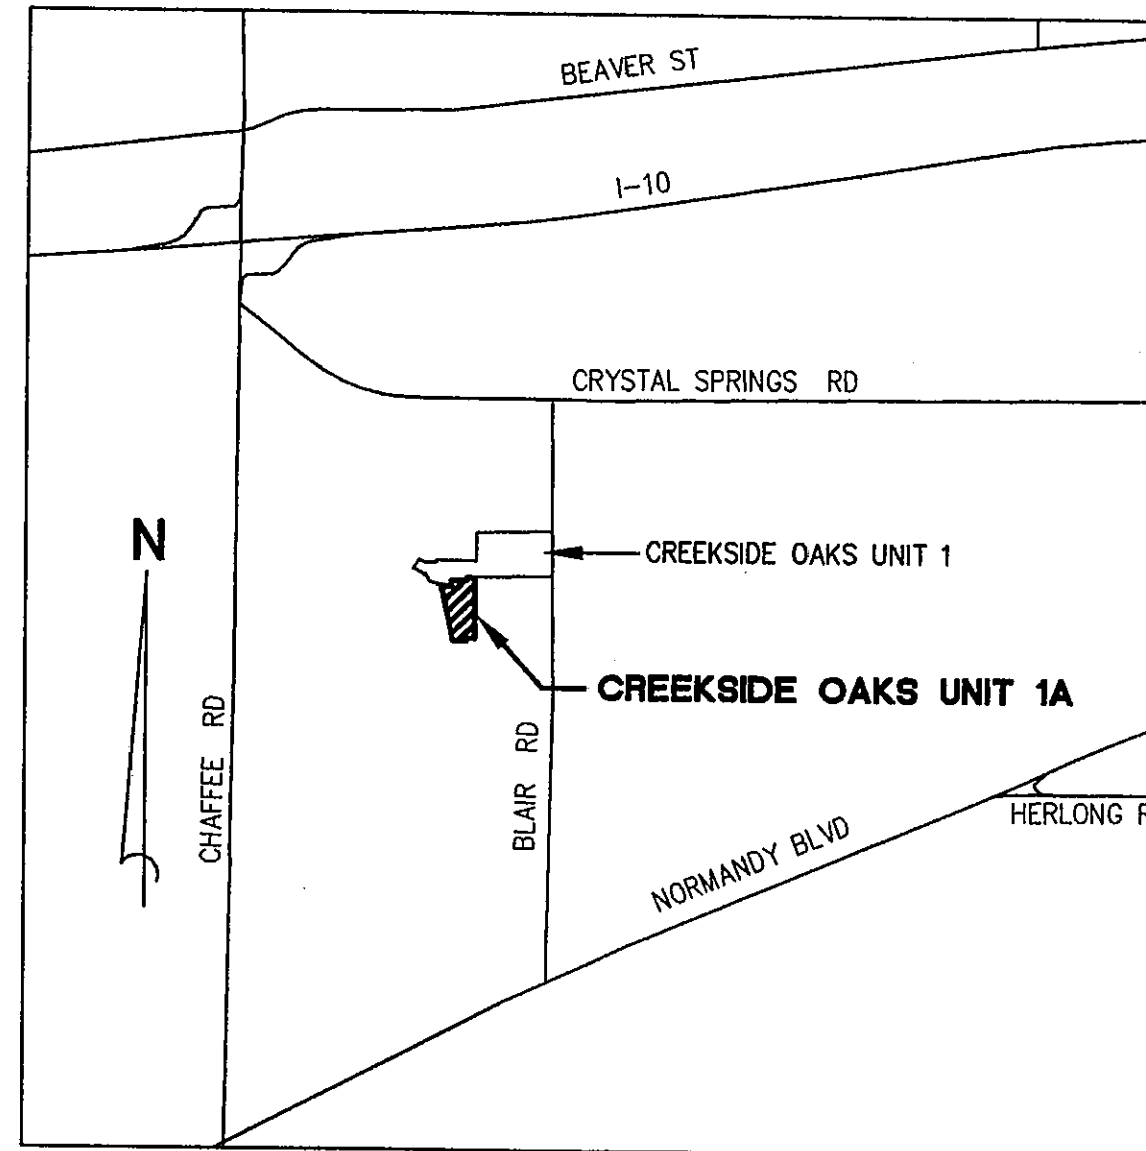 BEAVER ST
I-10
CRYSTAL SPRINGS RD
N
CREEKSIDE OAKS UNIT 1
CREEKSIDE OAKS UNIT 1A
CHAFFEE RD
BLAIR RD
NORMANDY BLVD
HERLONG